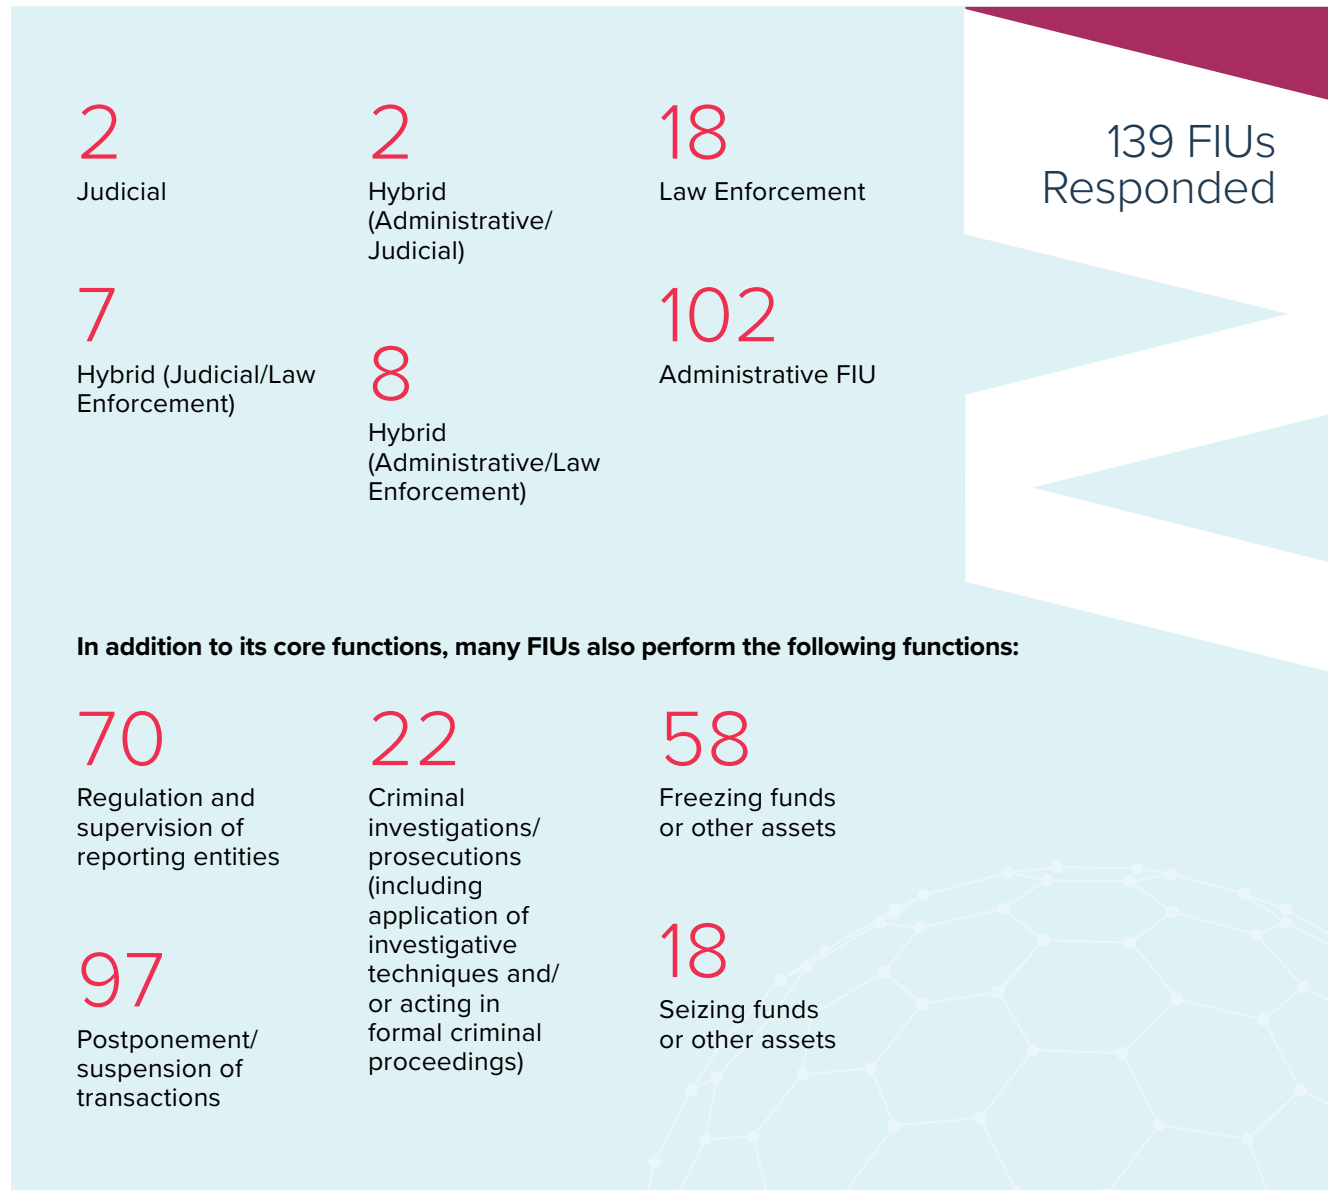 139 FIUs
Responded
2
Judicial
2
Hybrid
(Administrative/
Judicial)
18
Law Enforcement
7
Hybrid (Judicial/Law
Enforcement)
8
Hybrid
(Administrative/Law
Enforcement)
102
Administrative FIU
In addition to its core functions, many FIUs also perform the following functions:
70
Regulation and
supervision of
reporting entities
22
Criminal
investigations/
prosecutions
(including
application of
investigative
techniques and/
or acting in
formal criminal
proceedings)
58
Freezing funds
or other assets
97
Postponement/
suspension of
transactions
18
Seizing funds
or other assets